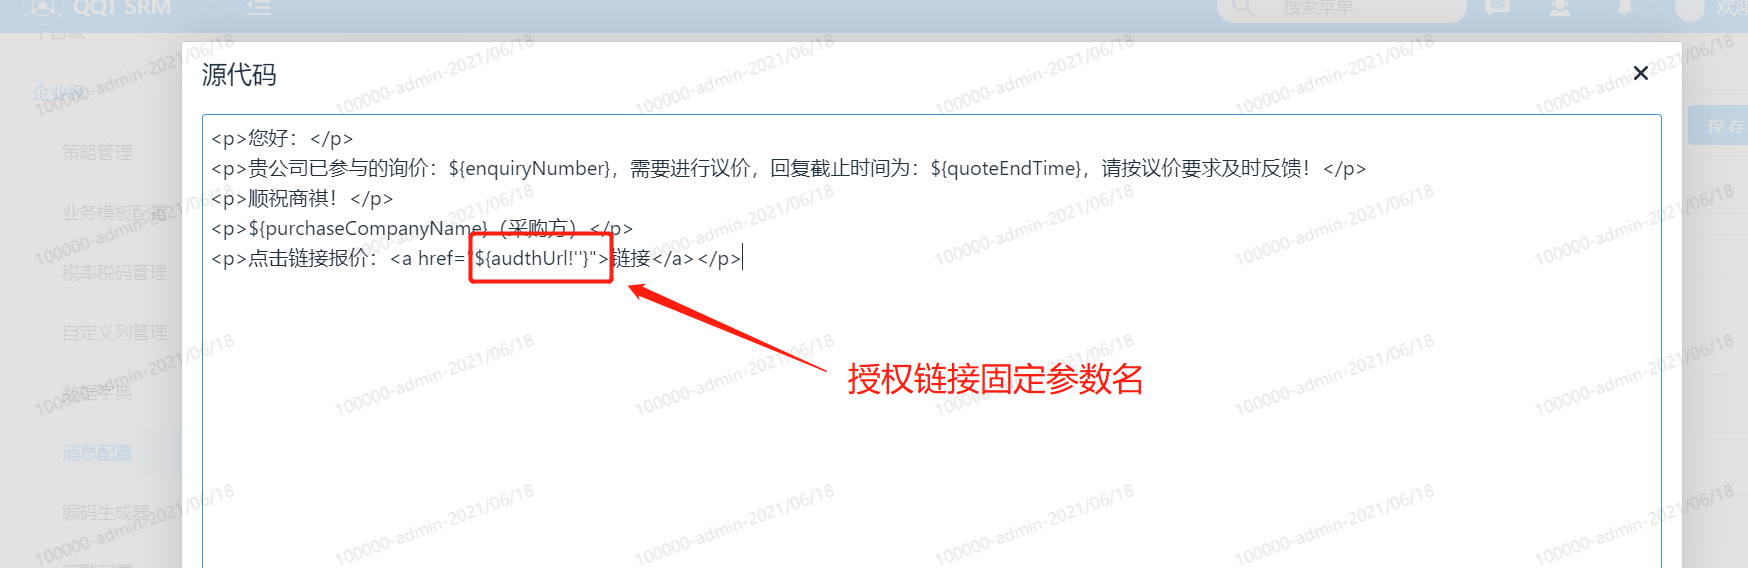 QQT SRM
搜索菜单
欢迎
企业级
源代码
保 存
<p>您好：</p>
<p>贵公司已参与的询价：${enquiryNumber}，需要进行议价，回复截止时间为：${quoteEndTime}，请按议价要求及时反馈！</p>
<p>顺祝商祺！</p>
<p>${purchaseCompanyName}（采购方）</p>
<p>点击链接报价：<a href="${audthUrl!''}">链接</a></p>
授权链接固定参数名
策略管理
业务模板配置
税率税码管理
自定义列管理
数据字典
消息配置
编码生成器
100000-admin-2021/06/18